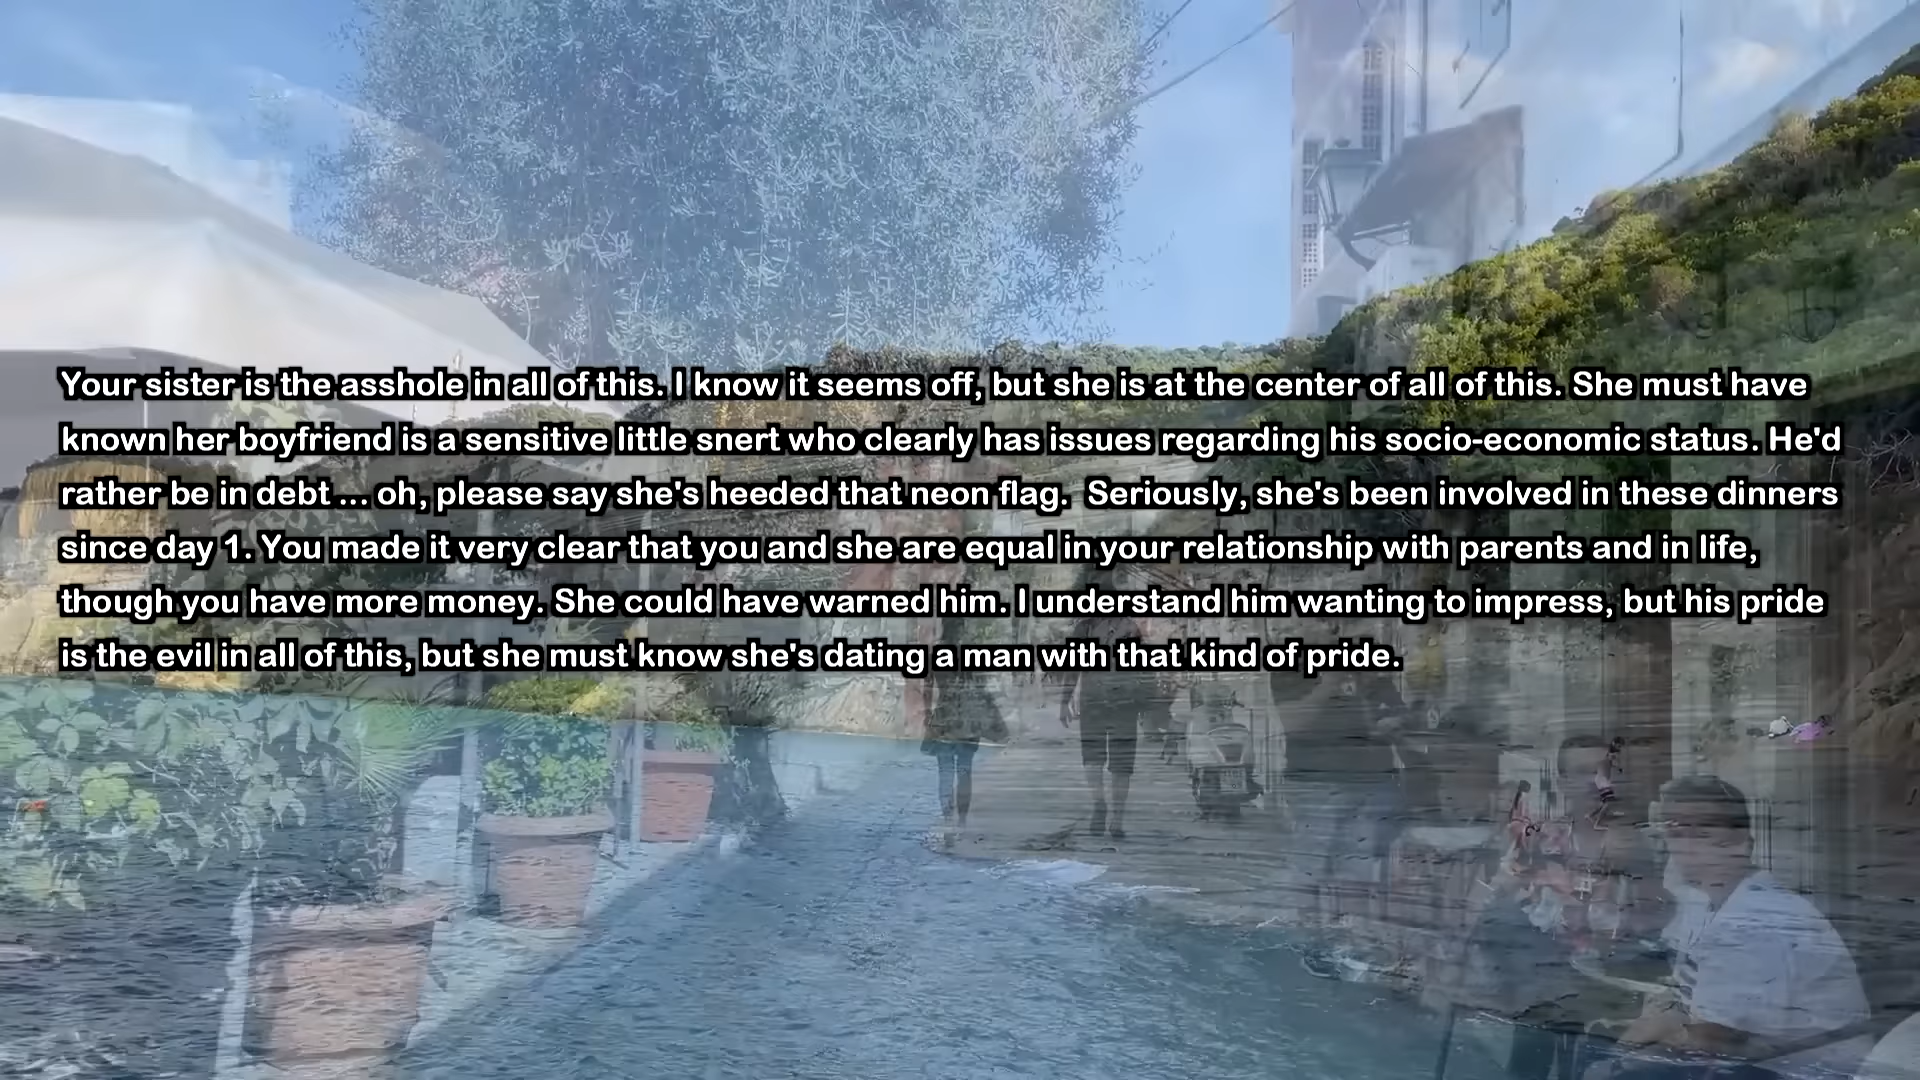 Your sister is the asshole in all of this. I know it seems off, but she is at the center of all of this. She must have
known her boyfriend is a sensitive little snert who clearly has issues regarding his socio-economic status. He'd
rather be in debt ... oh, please say she's heeded that neon flag.  Seriously, she's been involved in these dinners
since day 1. You made it very clear that you and she are equal in your relationship with parents and in life,
though you have more money. She could have warned him. I understand him wanting to impress, but his pride
is the evil in all of this, but she must know she's dating a man with that kind of pride.